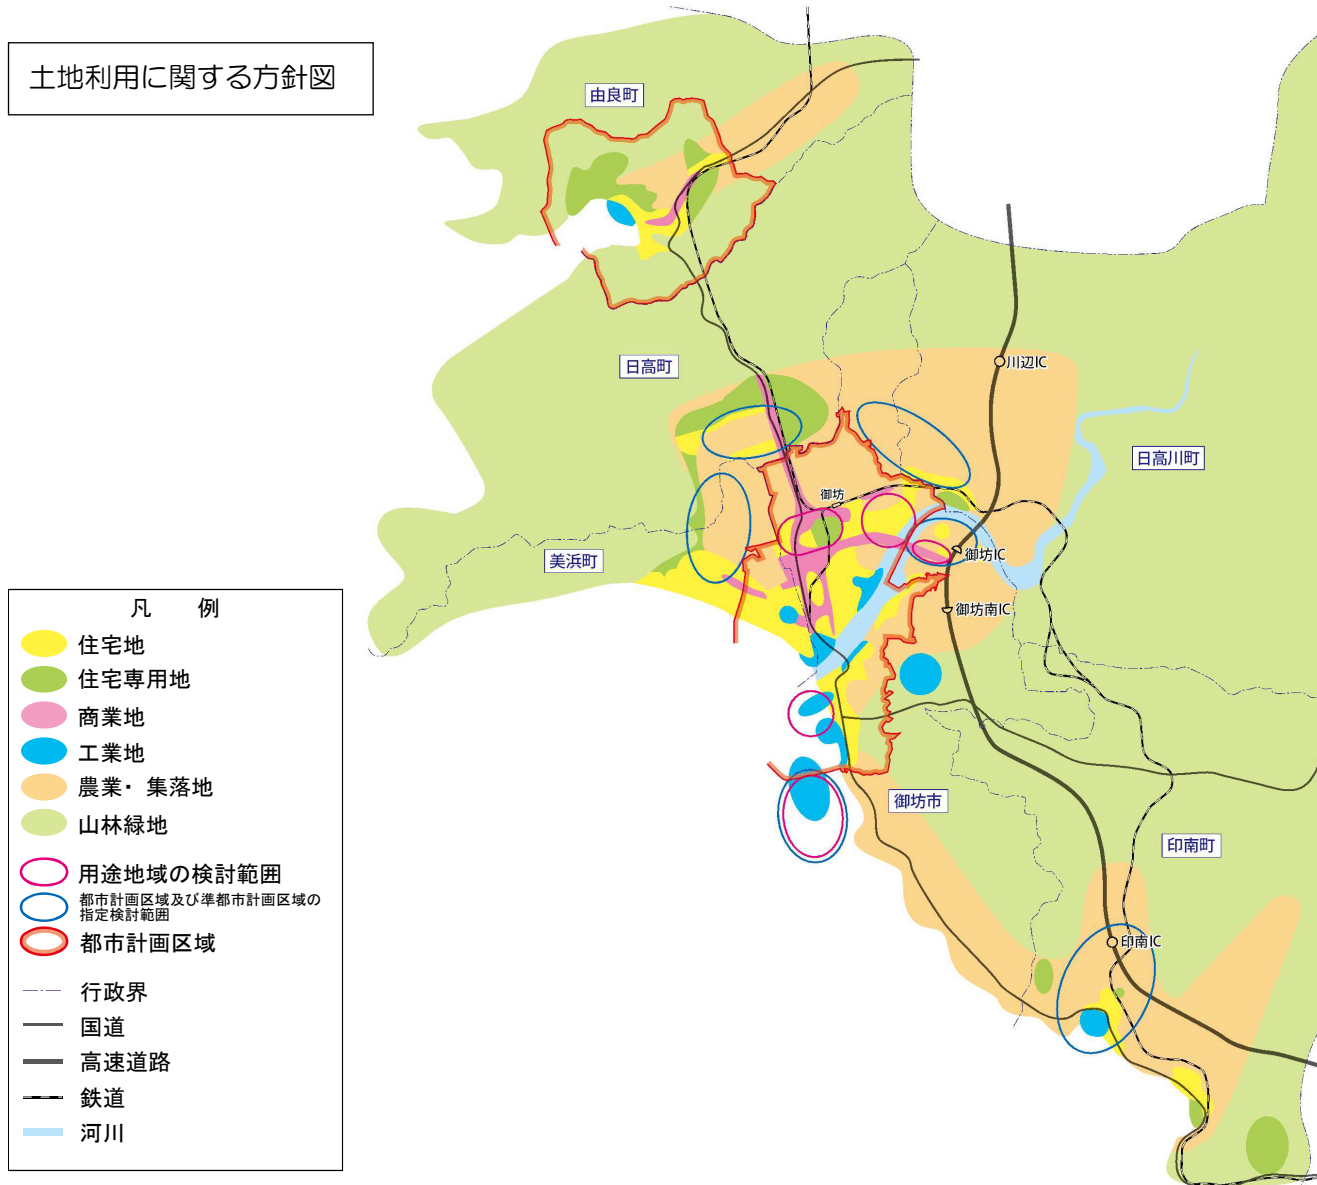 土地利用に関する方針図
由良町
日高町
川辺IC
日高川町
御坊
美浜町
御坊IC
御坊南IC
御坊市
印南町
印南IC
凡 例
住宅地
住宅専用地
商業地
工業地
農業・集落地
山林緑地
用途地域の検討範囲
都市計画区域及び準都市計画区域の
指定検討範囲
都市計画区域
行政界
国道
高速道路
鉄道
河川